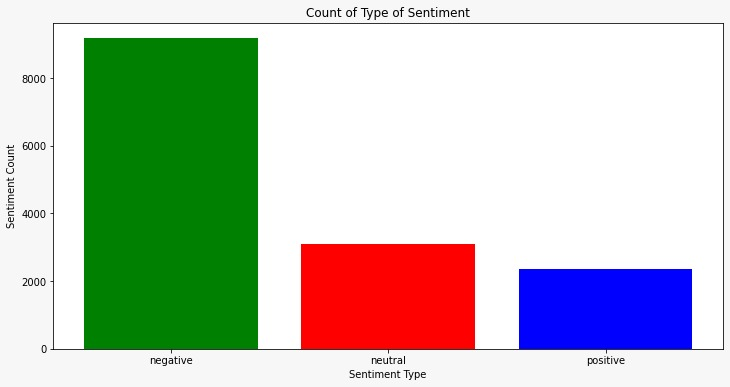 Count of Type of Sentiment
Sentiment Count
8000
6000
4000
2000
0
negative neutral positive
Sentiment Type